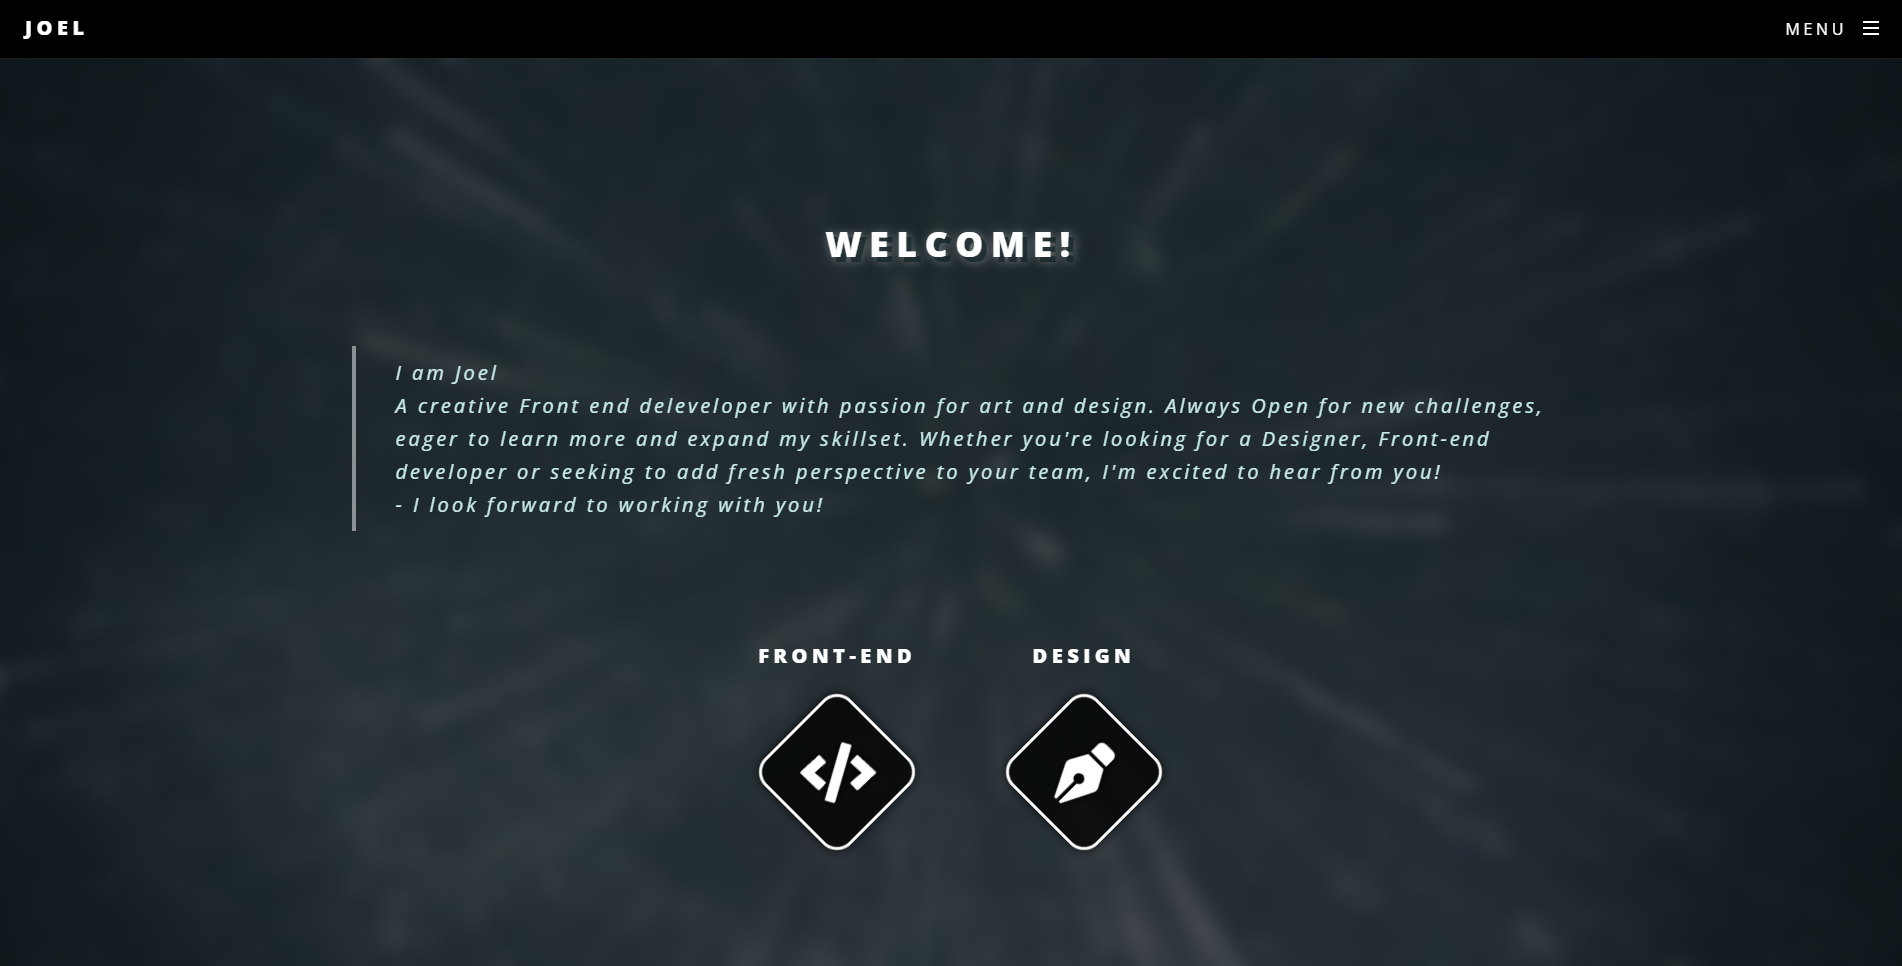 JOEL
MENU
WELCOME!
I am Joel
A creative Front end deleveloper with passion for art and design. Always Open for new challenges,
eager to learn more and expand my skillset. Whether you're looking for a Designer, Front-end
developer or seeking to add fresh perspective to your team, I'm excited to hear from you!
- I look forward to working with you!
FRONT-END
DESIGN